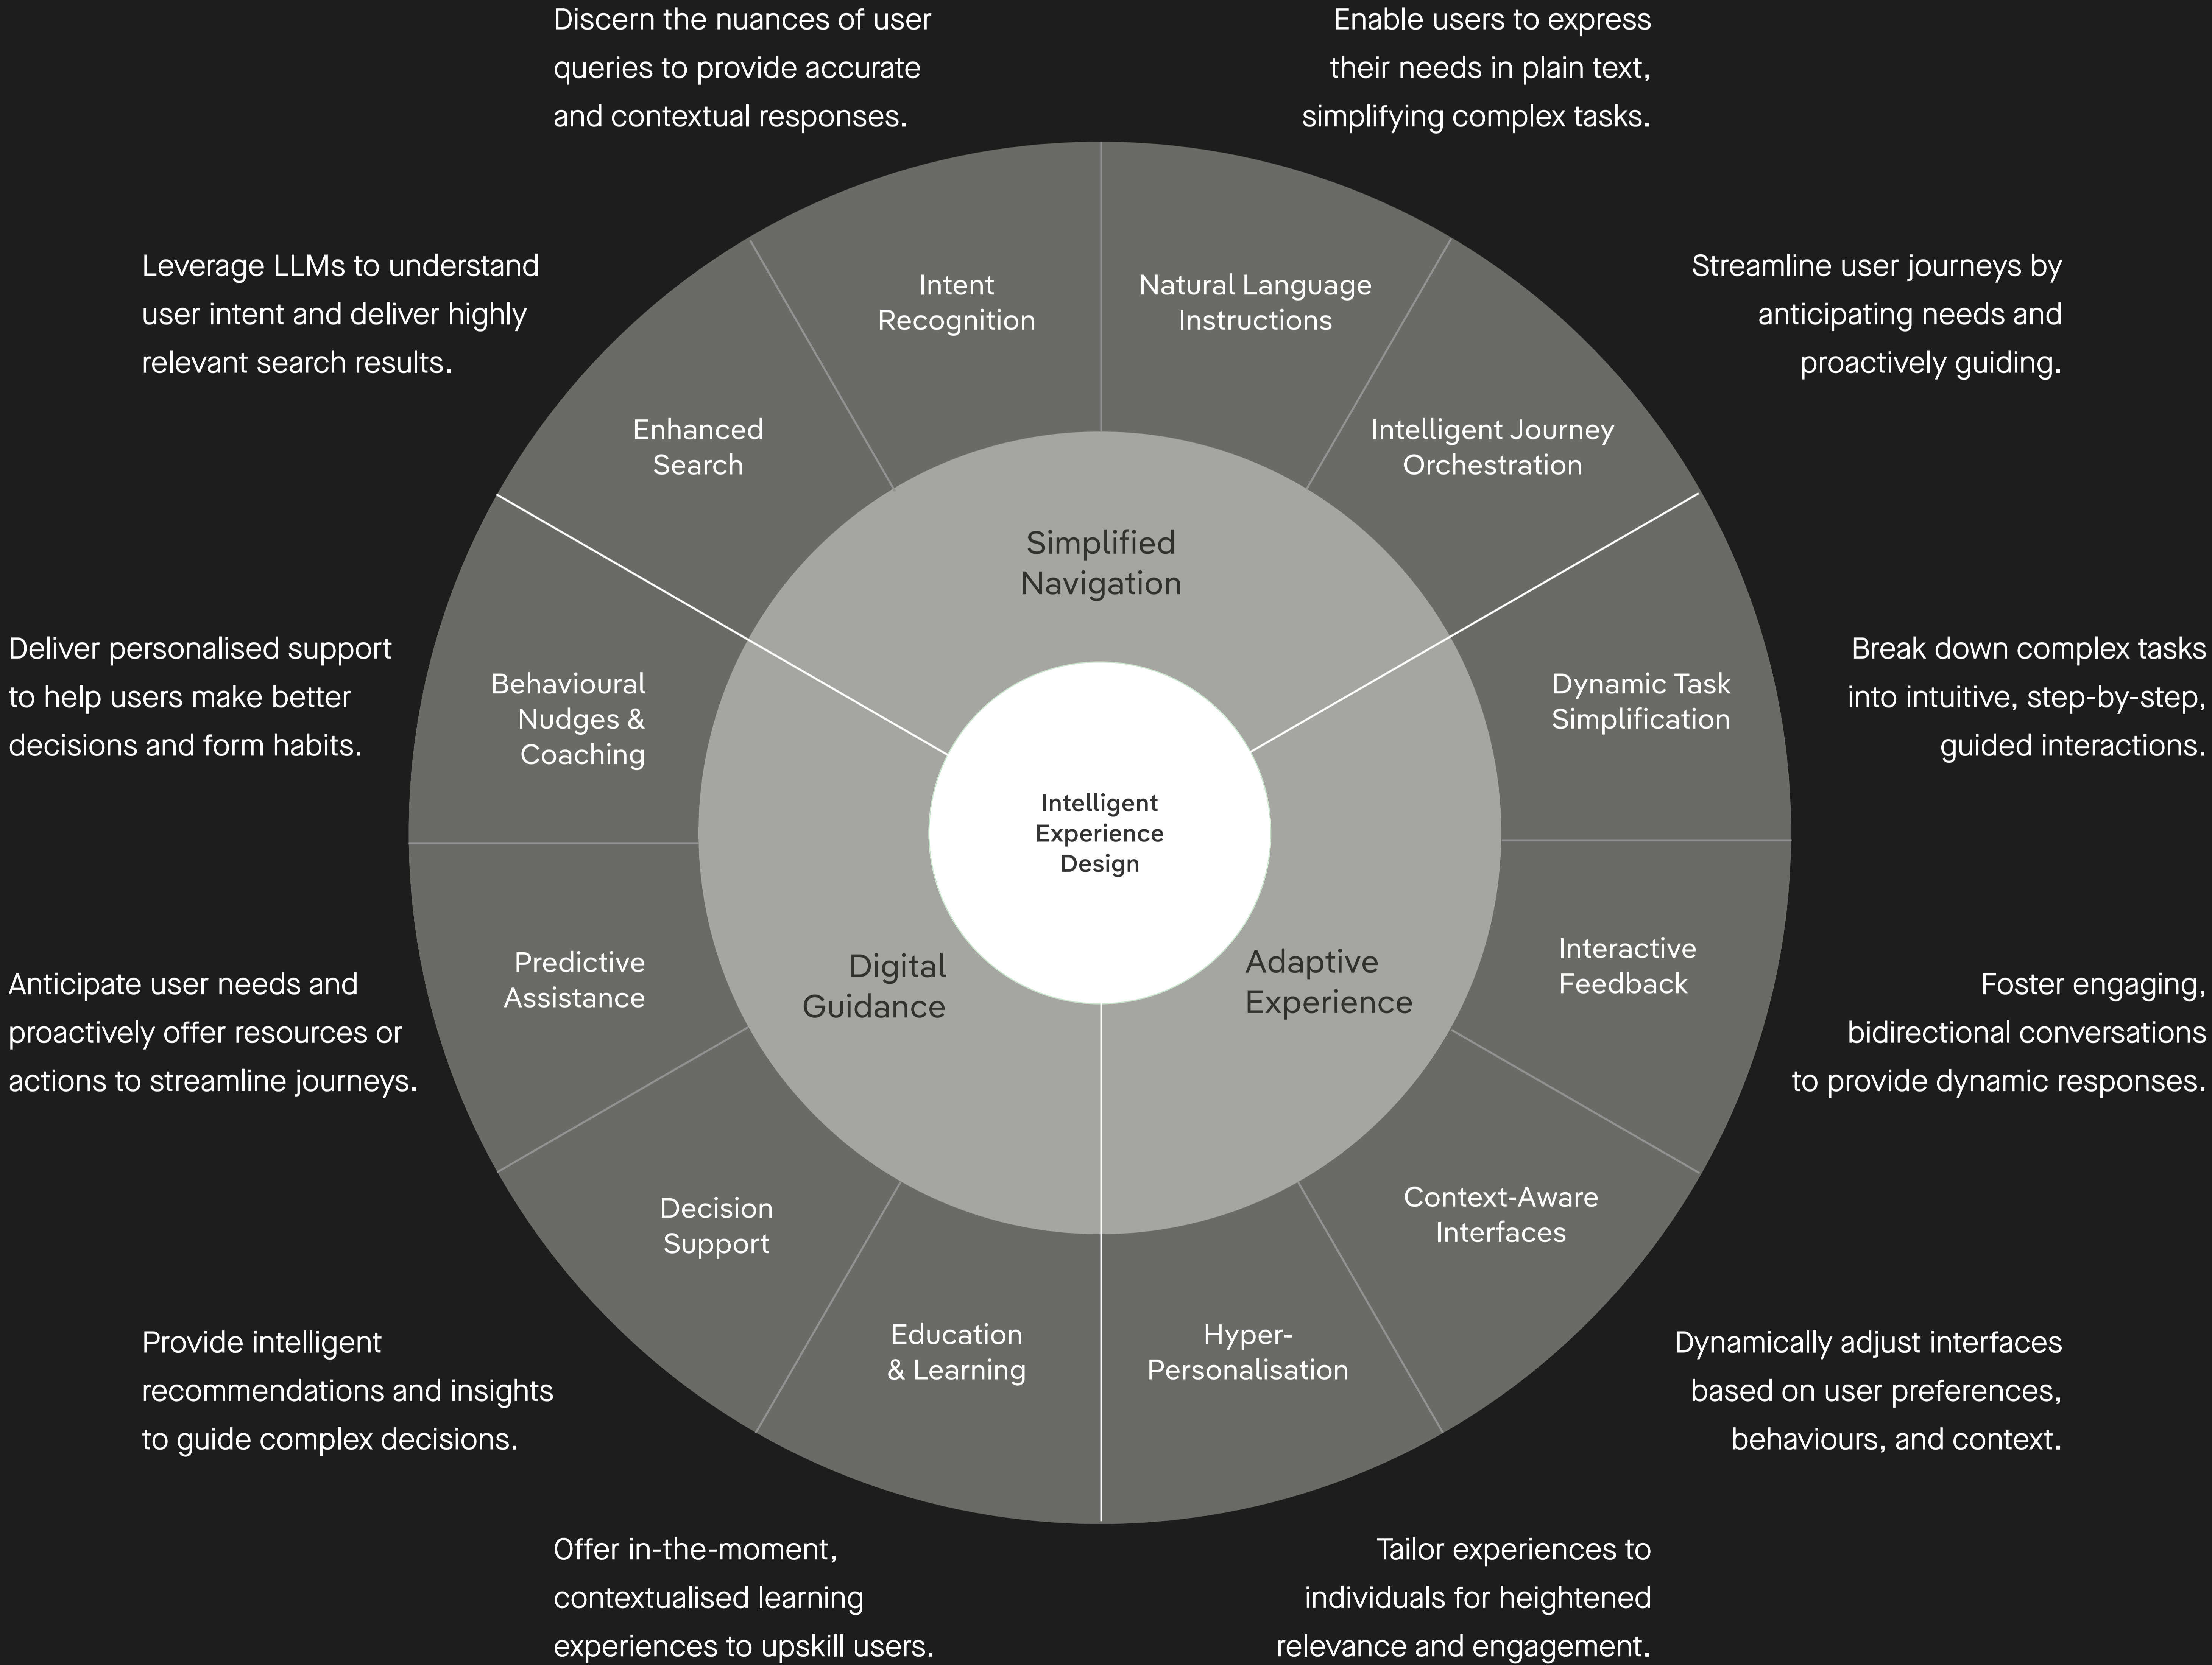 Discern the nuances of user
queries to provide accurate
and contextual responses.
Enable users to express
their needs in plain text,
simplifying complex tasks.
Leverage LLMs to understand
user intent and deliver highly
relevant search results.
Streamline user journeys by
anticipating needs and
proactively guiding.
Intent
Recognition
Natural Language
Instructions
Enhanced
Search
Intelligent Journey
Orchestration
Simplified
Navigation
Deliver personalised support
to help users make better
decisions and form habits.
Behavioural
Nudges &
Coaching
Dynamic Task
Simplification
Break down complex tasks
into intuitive, step-by-step,
guided interactions.
Intelligent
Experience
Design
Anticipate user needs and
proactively offer resources or
actions to streamline journeys.
Predictive
Assistance
Digital
Guidance
Adaptive
Experience
Interactive
Feedback
Foster engaging,
bidirectional conversations
to provide dynamic responses.
Decision
Support
Context-Aware
Interfaces
Education
& Learning
Hyper-
Personalisation
Provide intelligent
recommendations and insights
to guide complex decisions.
Dynamically adjust interfaces
based on user preferences,
behaviours, and context.
Offer in-the-moment,
contextualised learning
experiences to upskill users.
Tailor experiences to
individuals for heightened
relevance and engagement.